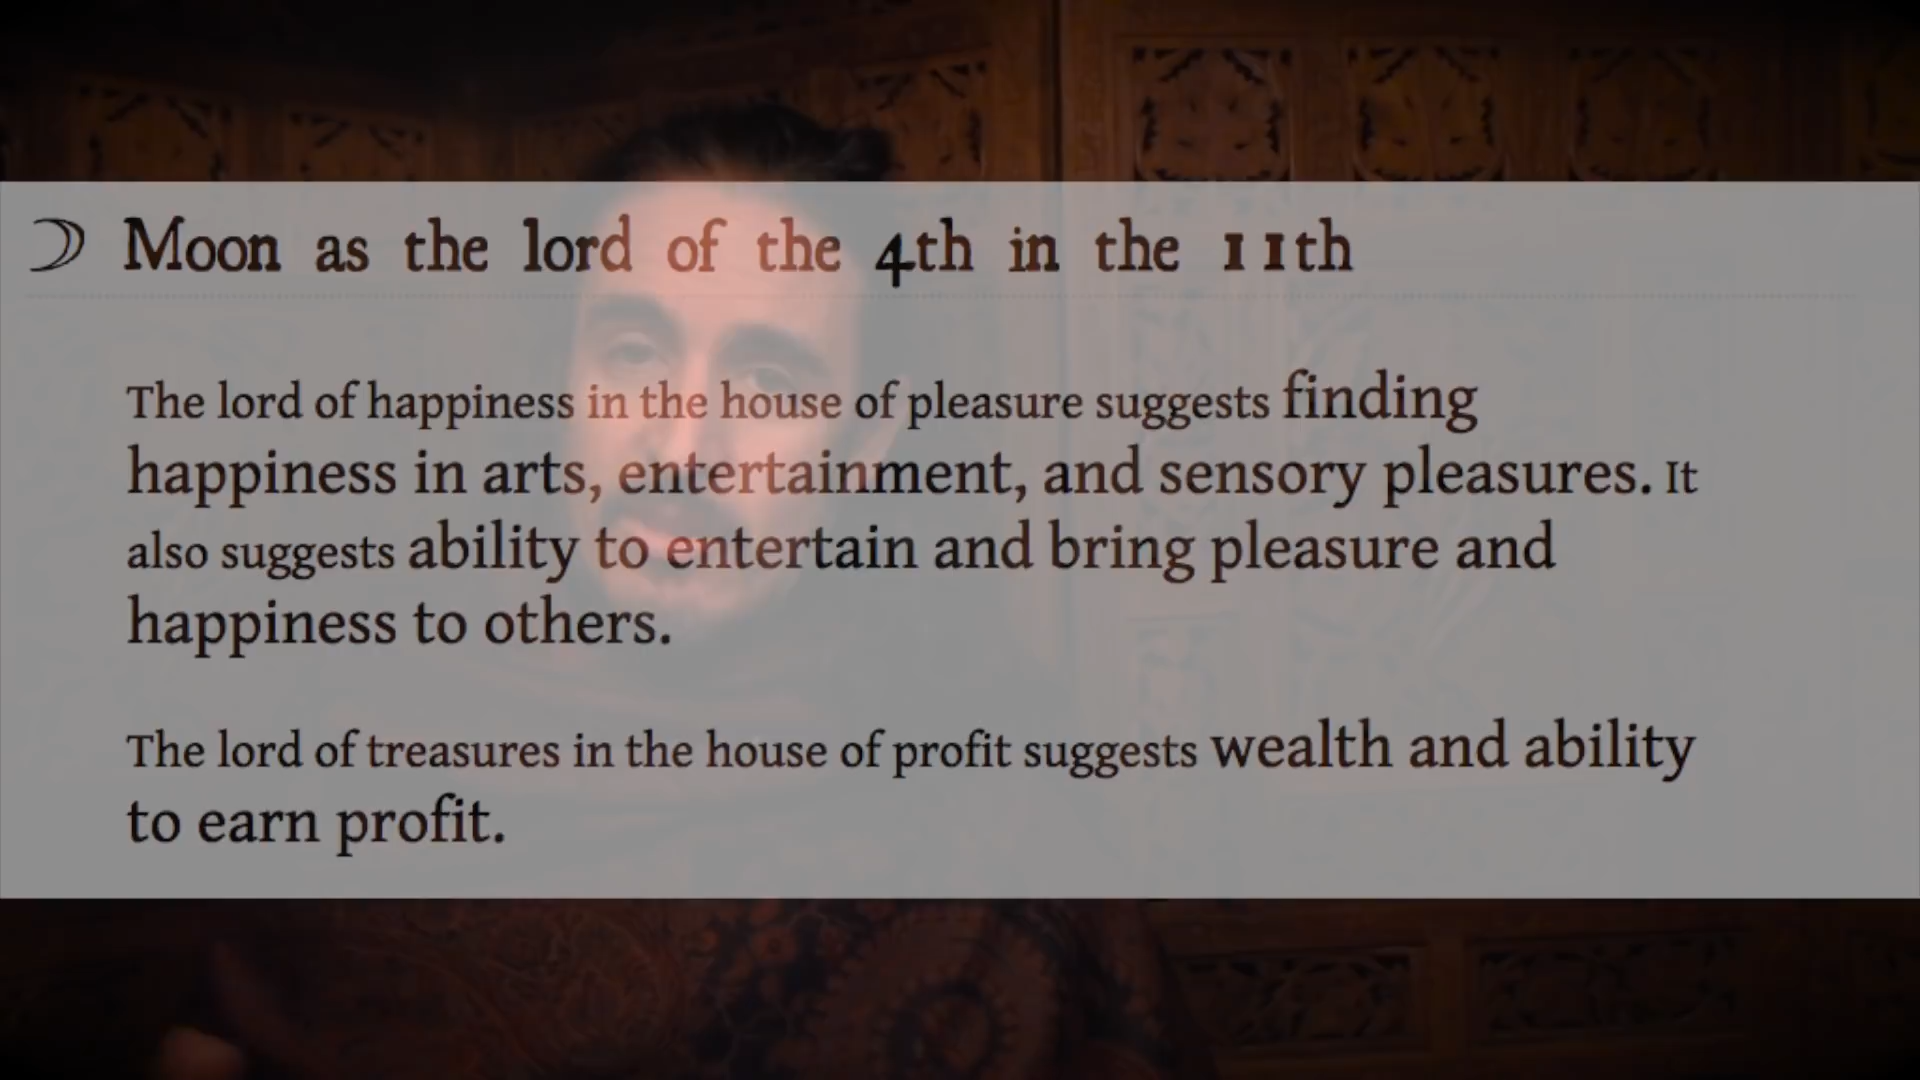 Moon as the lord of the 4th in the 11th
The lord of happiness in the house of pleasure suggests finding
happiness in arts, entertainment, and sensory pleasures. It
also suggests ability to entertain and bring pleasure and
happiness to others.
The lord of treasures in the house of profit suggests wealth and ability
to earn profit.